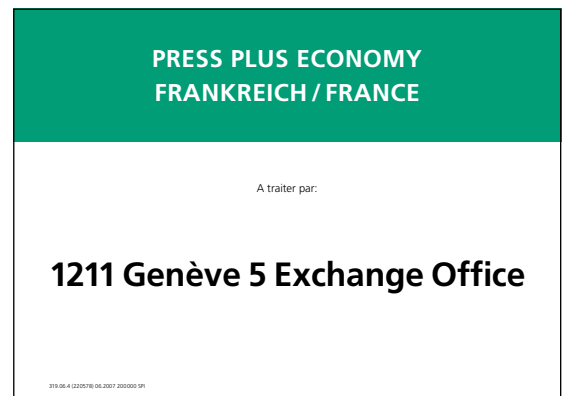 PRESS PLUS ECONOMY
FRANKREICH / FRANCE
A traiter par:
1211 Genève 5 Exchange Office
319.06.4 (220578) 06.2007 200000 SPI